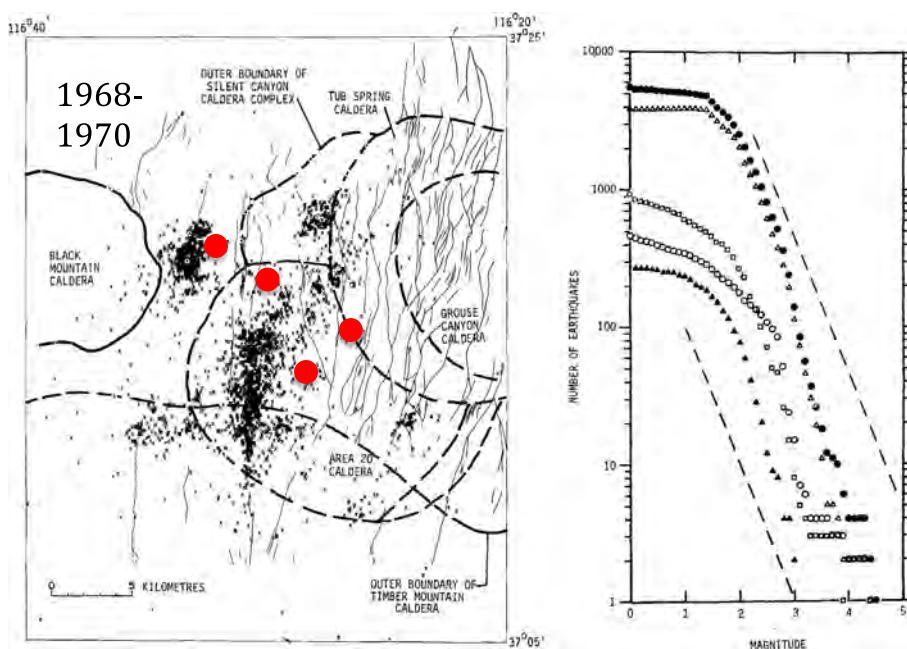 116°40'
116°20'
37°25'
1968-
1970
OUTER BOUNDARY OF
SILENT CANYON
CALDERA COMPLEX
TUB SPRING
CALDERA
BLACK
MOUNTAIN
CALDERA
GROUSE
CANYON
CALDERA
AREA 20
CALDERA
0 5
KILOMETRES
OUTER BOUNDARY OF
TIMBER MOUNTAIN
CALDERA
37°05'
10000
1000
100
10
1
NUMBER OF EARTHQUAKES
0 1 2 3 4 5
MAGNITUDE